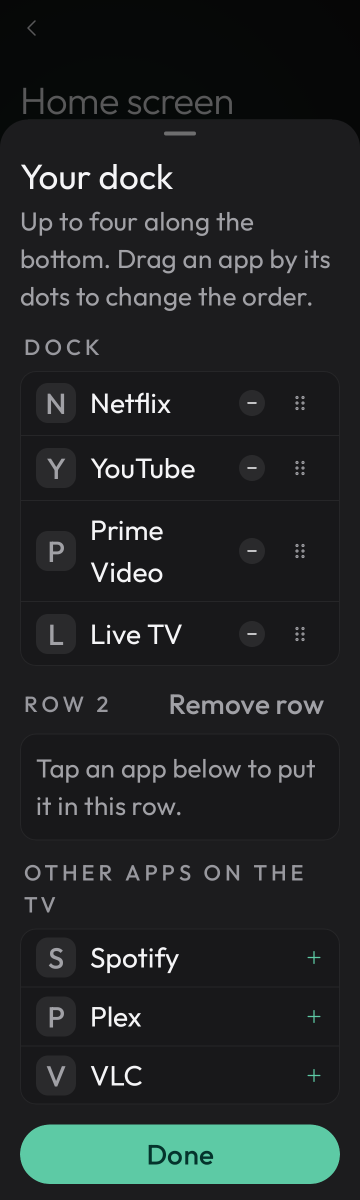 Home screen
Your dock
Up to four along the
bottom. Drag an app by its
dots to change the order.
DOCK
N Netflix
Y YouTube
P Prime
Video
L Live TV
ROW 2 Remove row
Tap an app below to put
it in this row.
OTHER APPS ON THE
TV
S Spotify +
P Plex +
V VLC +
Done